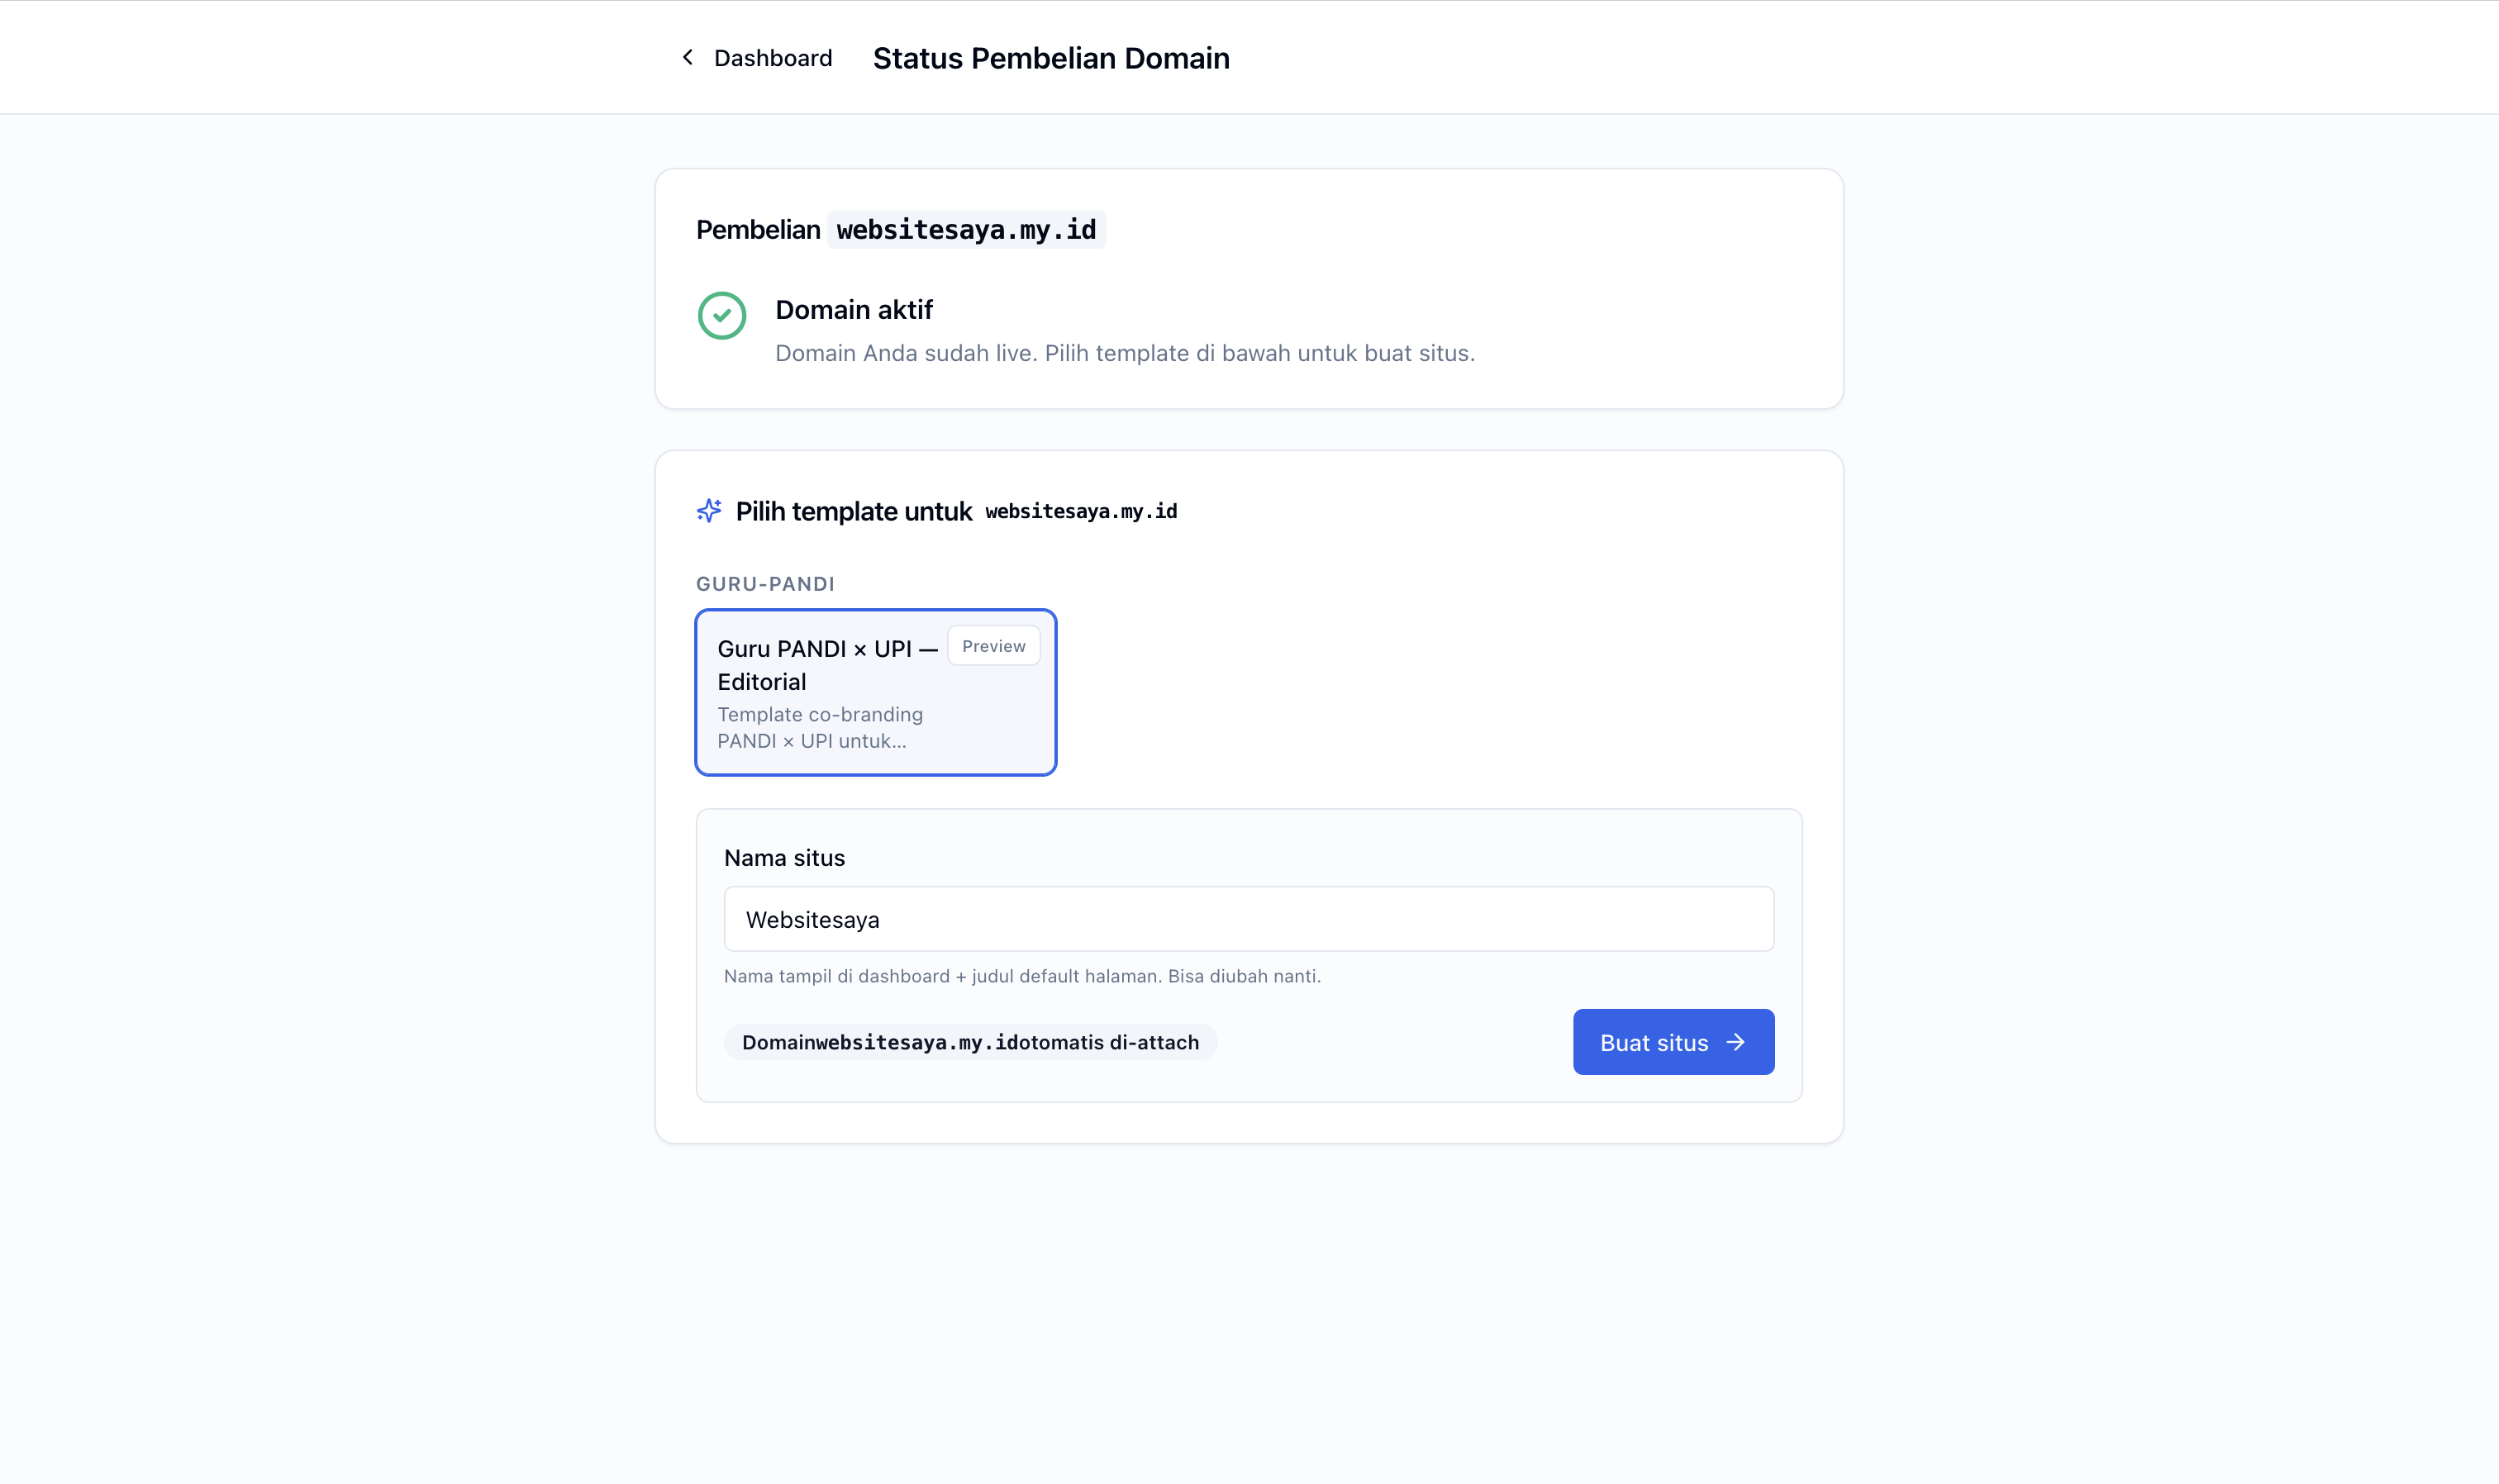 Dashboard
Status Pembelian Domain
Pembelian websitesaya.my.id
Domain aktif
Domain Anda sudah live. Pilih template di bawah untuk buat situs.
Pilih template untuk websitesaya.my.id
GURU-PANDI
Guru PANDI × UPI —
Editorial
Preview
Template co-branding
PANDI × UPI untuk...
Nama situs
Websitesaya
Nama tampil di dashboard + judul default halaman. Bisa diubah nanti.
Domainwebsitesaya.my.idotomatis di-attach
Buat situs